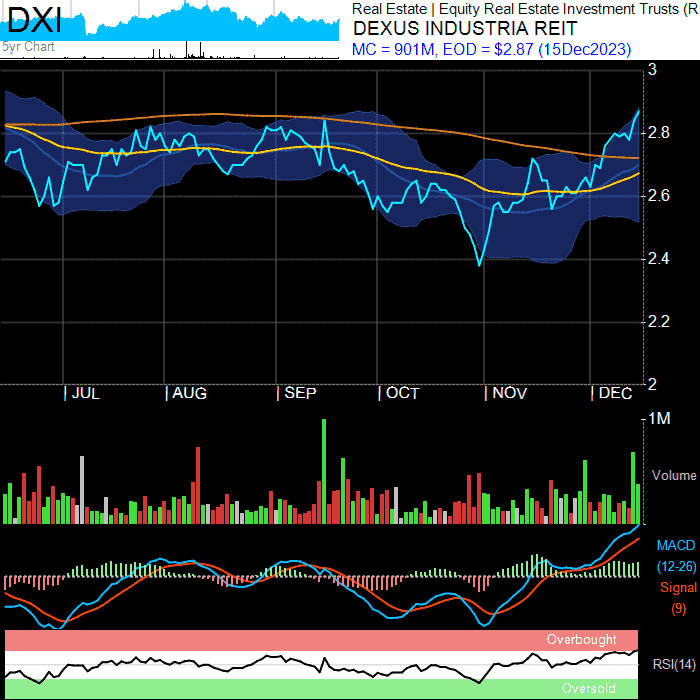 DXI
5yr Chart
Real Estate | Equity Real Estate Investment Trusts (R
DEXUS INDUSTRIA REIT
MC = 901M, EOD = $2.87 (15Dec2023)
3
2.8
2.6
2.4
2.2
2
| JUL | AUG | SEP | OCT | NOV | DEC
1M
Volume
MACD
(12-26)
Signal
(9)
Overbought
RSI(14)
Oversold